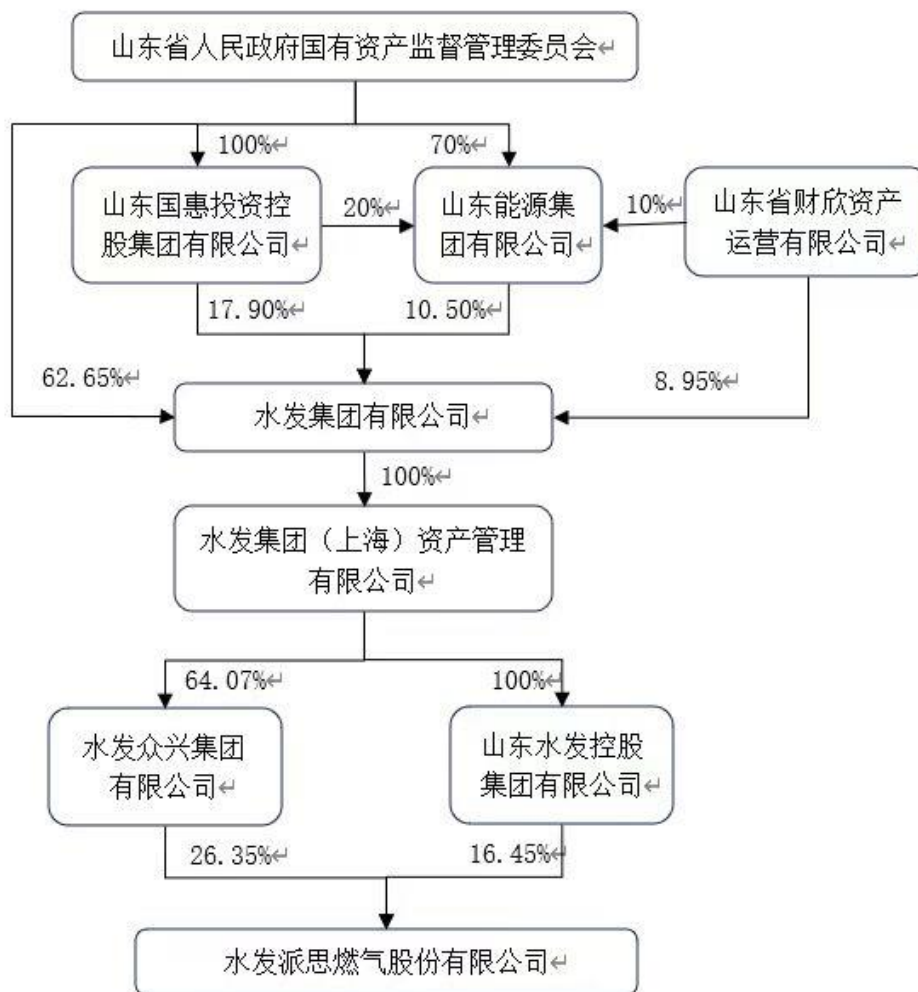 山东省人民政府国有资产监督管理委员会↵
100%↵
70%↵
山东国惠投资控
股集团有限公司↵
20%↵
山东能源集
团有限公司↵
10%↵
山东省财欣资产
运营有限公司↵
17.90%↵
10.50%↵
62.65%↵
8.95%↵
水发集团有限公司↵
100%↵
水发集团（上海）资产管理
有限公司↵
64.07%↵
100%↵
水发众兴集团
有限公司↵
山东水发控股
集团有限公司↵
26.35%↵
16.45%↵
水发派思燃气股份有限公司↵